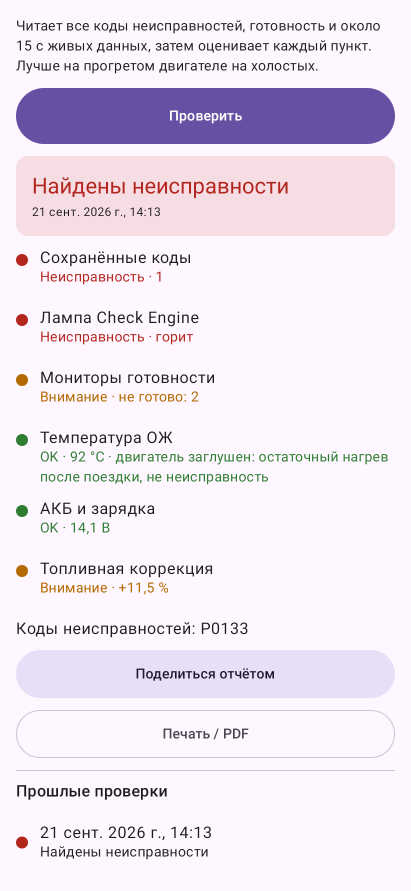 Читает все коды неисправностей, готовность и около
15 с живых данных, затем оценивает каждый пункт.
Лучше на прогретом двигателе на холостых.
Проверить
Найдены неисправности
21 сент. 2026 г., 14:13
Сохранённые коды
Неисправность · 1
Лампа Check Engine
Неисправность · горит
Мониторы готовности
Внимание · не готово: 2
Температура ОЖ
OK · 92 °C · двигатель заглушен: остаточный нагрев
после поездки, не неисправность
АКБ и зарядка
OK · 14,1 В
Топливная коррекция
Внимание · +11,5 %
Коды неисправностей: P0133
Поделиться отчётом
Печать / PDF
Прошлые проверки
21 сент. 2026 г., 14:13
Найдены неисправности